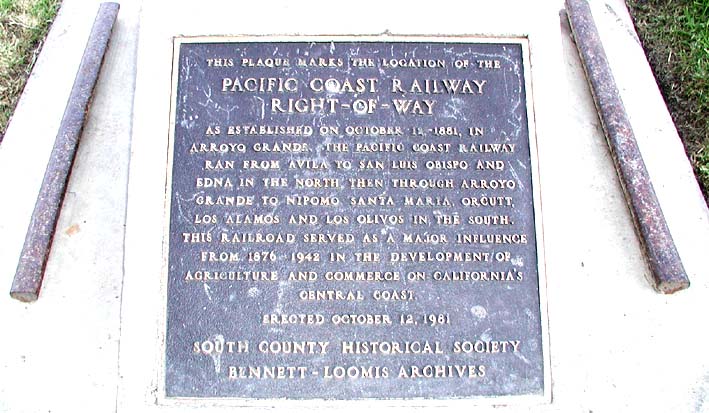 THIS PLAQUE MARKS THE LOCATION OF THE
PACIFIC COAST RAILWAY
RIGHT-OF-WAY
AS ESTABLISHED ON OCTOBER 12, 1881, IN
ARROYO GRANDE. THE PACIFIC COAST RAILWAY
RAN FROM AVILA TO SAN LUIS OBISPO AND
EDNA IN THE NORTH, THEN THROUGH ARROYO
GRANDE TO NIPOMO, SANTA MARIA, ORCUTT,
LOS ALAMOS AND LOS OLIVOS IN THE SOUTH.
THIS RAILROAD SERVED AS A MAJOR INFLUENCE
FROM 1876-1942 IN THE DEVELOPMENT OF
AGRICULTURE AND COMMERCE ON CALIFORNIA'S
CENTRAL COAST.
ERECTED OCTOBER 12, 1981
SOUTH COUNTY HISTORICAL SOCIETY
BENNETT-LOOMIS ARCHIVES